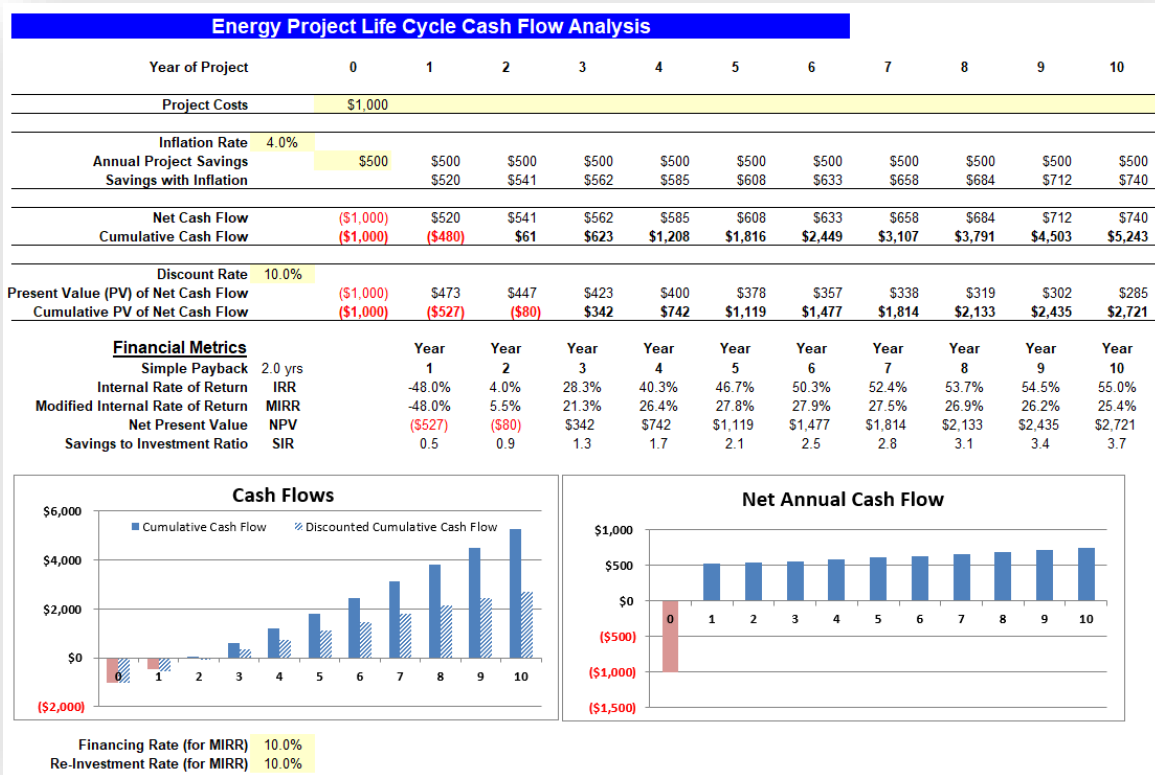 Energy Project Life Cycle Cash Flow Analysis
Year of Project 0 1 2 3 4 5 6 7 8 9 10
Project Costs $1,000
Inflation Rate 4.0%
Annual Project Savings $500 $500 $500 $500 $500 $500 $500 $500 $500 $500 $500
Savings with Inflation $520 $541 $562 $585 $608 $633 $658 $684 $712 $740
Net Cash Flow ($1,000) $520 $541 $562 $585 $608 $633 $658 $684 $712 $740
Cumulative Cash Flow ($1,000) ($480) $61 $623 $1,208 $1,816 $2,449 $3,107 $3,791 $4,503 $5,243
Discount Rate 10.0%
Present Value (PV) of Net Cash Flow ($1,000) $473 $447 $423 $400 $378 $357 $338 $319 $302 $285
Cumulative PV of Net Cash Flow ($1,000) ($527) ($80) $342 $742 $1,119 $1,477 $1,814 $2,133 $2,435 $2,721
Financial Metrics Year Year Year Year Year Year Year Year Year Year
Simple Payback 2.0 yrs 1 2 3 4 5 6 7 8 9 10
Internal Rate of Return IRR -48.0% 4.0% 28.3% 40.3% 46.7% 50.3% 52.4% 53.7% 54.5% 55.0%
Modified Internal Rate of Return MIRR -48.0% 5.5% 21.3% 26.4% 27.8% 27.9% 27.5% 26.9% 26.2% 25.4%
Net Present Value NPV ($527) ($80) $342 $742 $1,119 $1,477 $1,814 $2,133 $2,435 $2,721
Savings to Investment Ratio SIR 0.5 0.9 1.3 1.7 2.1 2.5 2.8 3.1 3.4 3.7
Cash Flows
Cumulative Cash Flow Discounted Cumulative Cash Flow
$6,000
$4,000
$2,000
$0
($2,000)
0 1 2 3 4 5 6 7 8 9 10
Net Annual Cash Flow
$1,000
$500
$0
($500)
($1,000)
($1,500)
0 1 2 3 4 5 6 7 8 9 10
Financing Rate (for MIRR) 10.0%
Re-Investment Rate (for MIRR) 10.0%